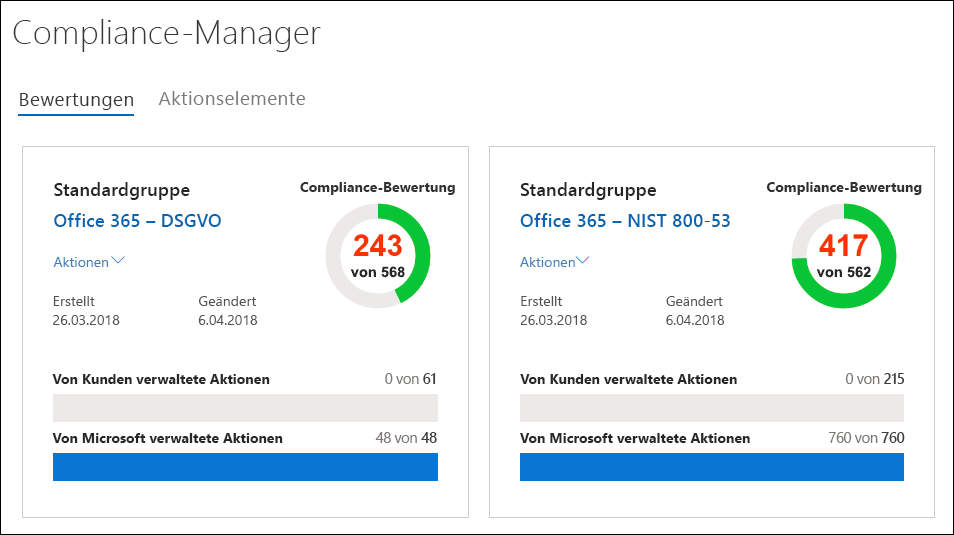 Compliance-Manager
Bewertungen Aktionselemente
Standardgruppe
Compliance-Bewertung
Office 365 – DSGVO
243
von 568
Aktionen
Erstellt Geändert
26.03.2018 6.04.2018
Von Kunden verwaltete Aktionen 0 von 61
Von Microsoft verwaltete Aktionen 48 von 48
Standardgruppe
Compliance-Bewertung
Office 365 – NIST 800-53
417
von 562
Aktionen
Erstellt Geändert
26.03.2018 6.04.2018
Von Kunden verwaltete Aktionen 0 von 215
Von Microsoft verwaltete Aktionen 760 von 760